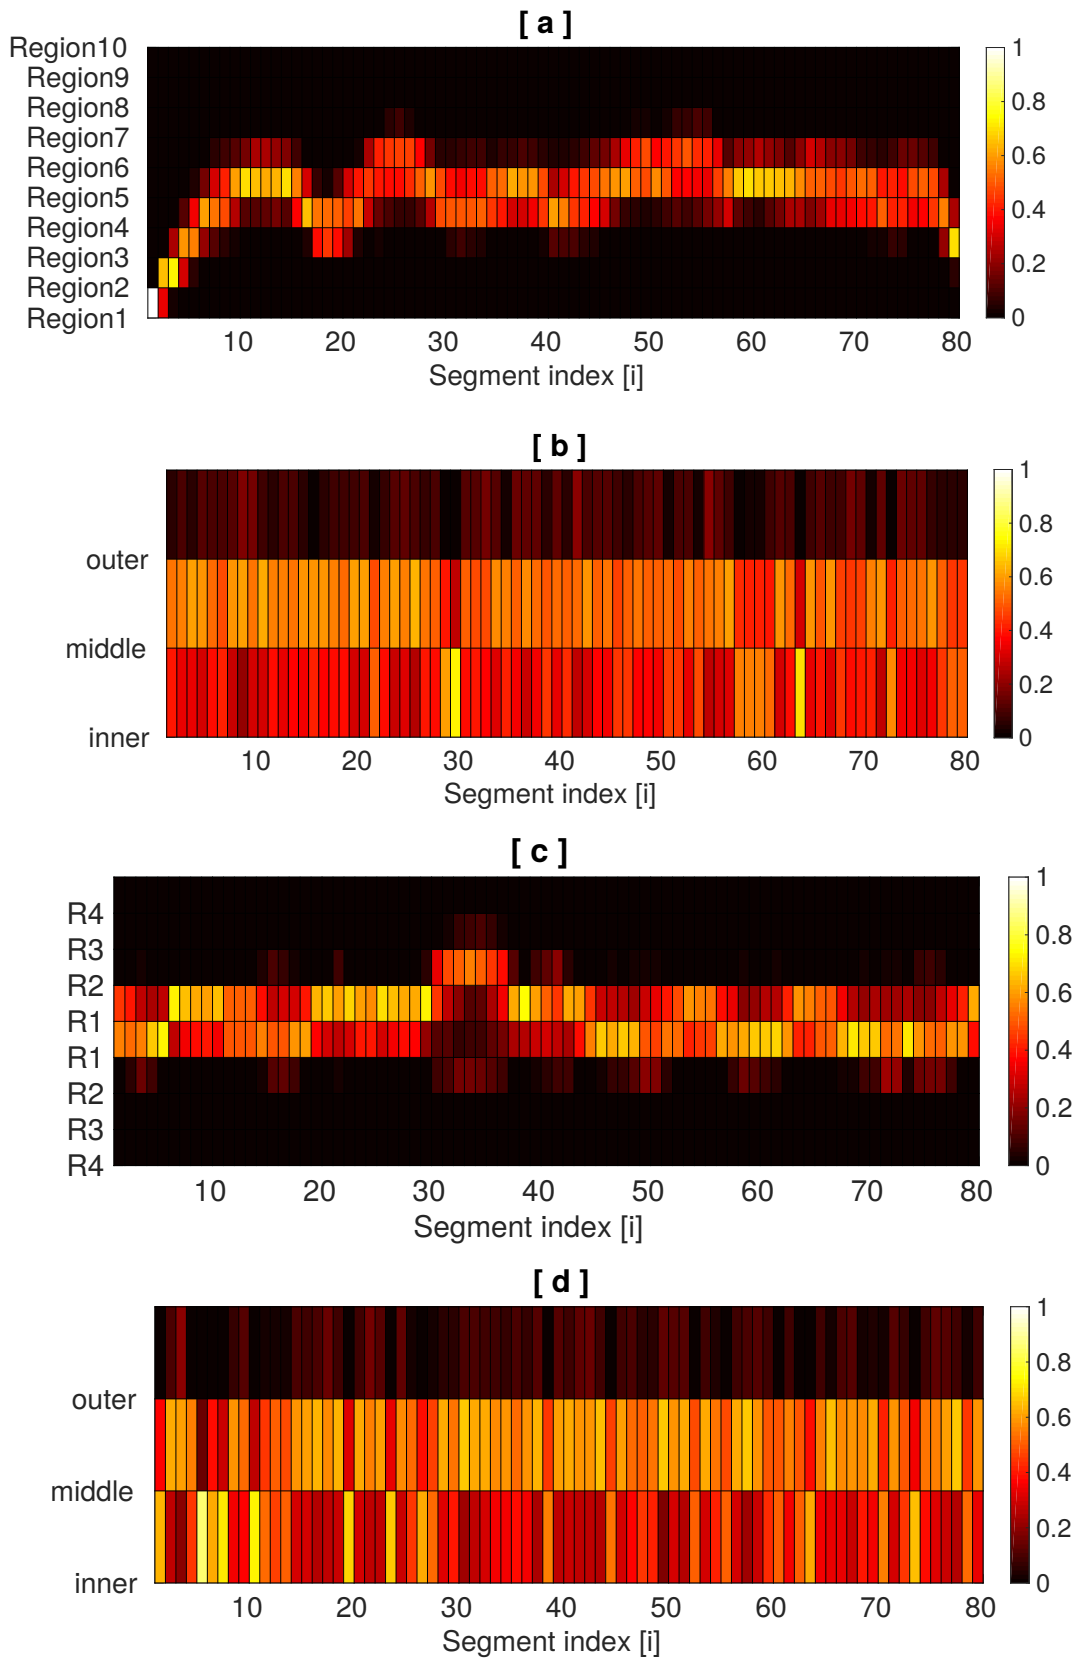 [ a ]
Region10
Region9
Region8
Region7
Region6
Region5
Region4
Region3
Region2
Region1
10 20 30 40 50 60 70 80
Segment index [i]
1
0.8
0.6
0.4
0.2
0
[ b ]
outer
middle
inner
10 20 30 40 50 60 70 80
Segment index [i]
1
0.8
0.6
0.4
0.2
0
[ c ]
R4
R3
R2
R1
R1
R2
R3
R4
10 20 30 40 50 60 70 80
Segment index [i]
1
0.8
0.6
0.4
0.2
0
[ d ]
outer
middle
inner
10 20 30 40 50 60 70 80
Segment index [i]
1
0.8
0.6
0.4
0.2
0